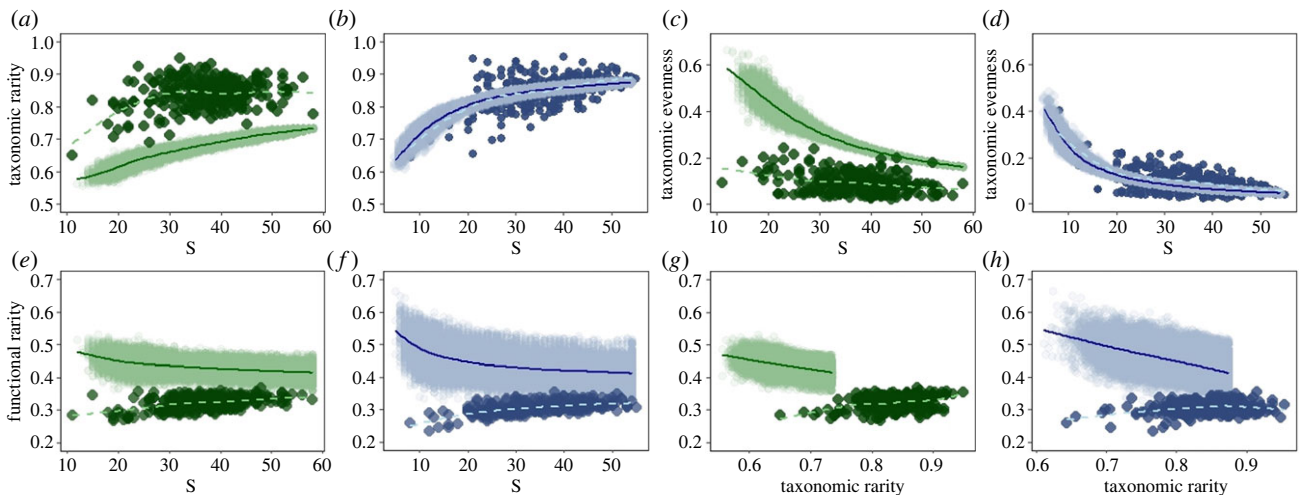 (a)
taxonomic rarity
1.0
0.9
0.8
0.7
0.6
0.5
10 20 30 40 50 60
S
(b)
1.0
0.9
0.8
0.7
0.6
0.5
10 20 30 40 50
S
(c)
taxonomic evenness
0.6
0.4
0.2
0
10 20 30 40 50 60
S
(d)
taxonomic evenness
0.6
0.4
0.2
0
10 20 30 40 50
S
(e)
functional rarity
0.7
0.6
0.5
0.4
0.3
0.2
10 20 30 40 50 60
S
(f)
0.7
0.6
0.5
0.4
0.3
0.2
10 20 30 40 50
S
(g)
0.7
0.6
0.5
0.4
0.3
0.2
0.6 0.7 0.8 0.9
taxonomic rarity
(h)
0.7
0.6
0.5
0.4
0.3
0.2
0.6 0.7 0.8 0.9
taxonomic rarity